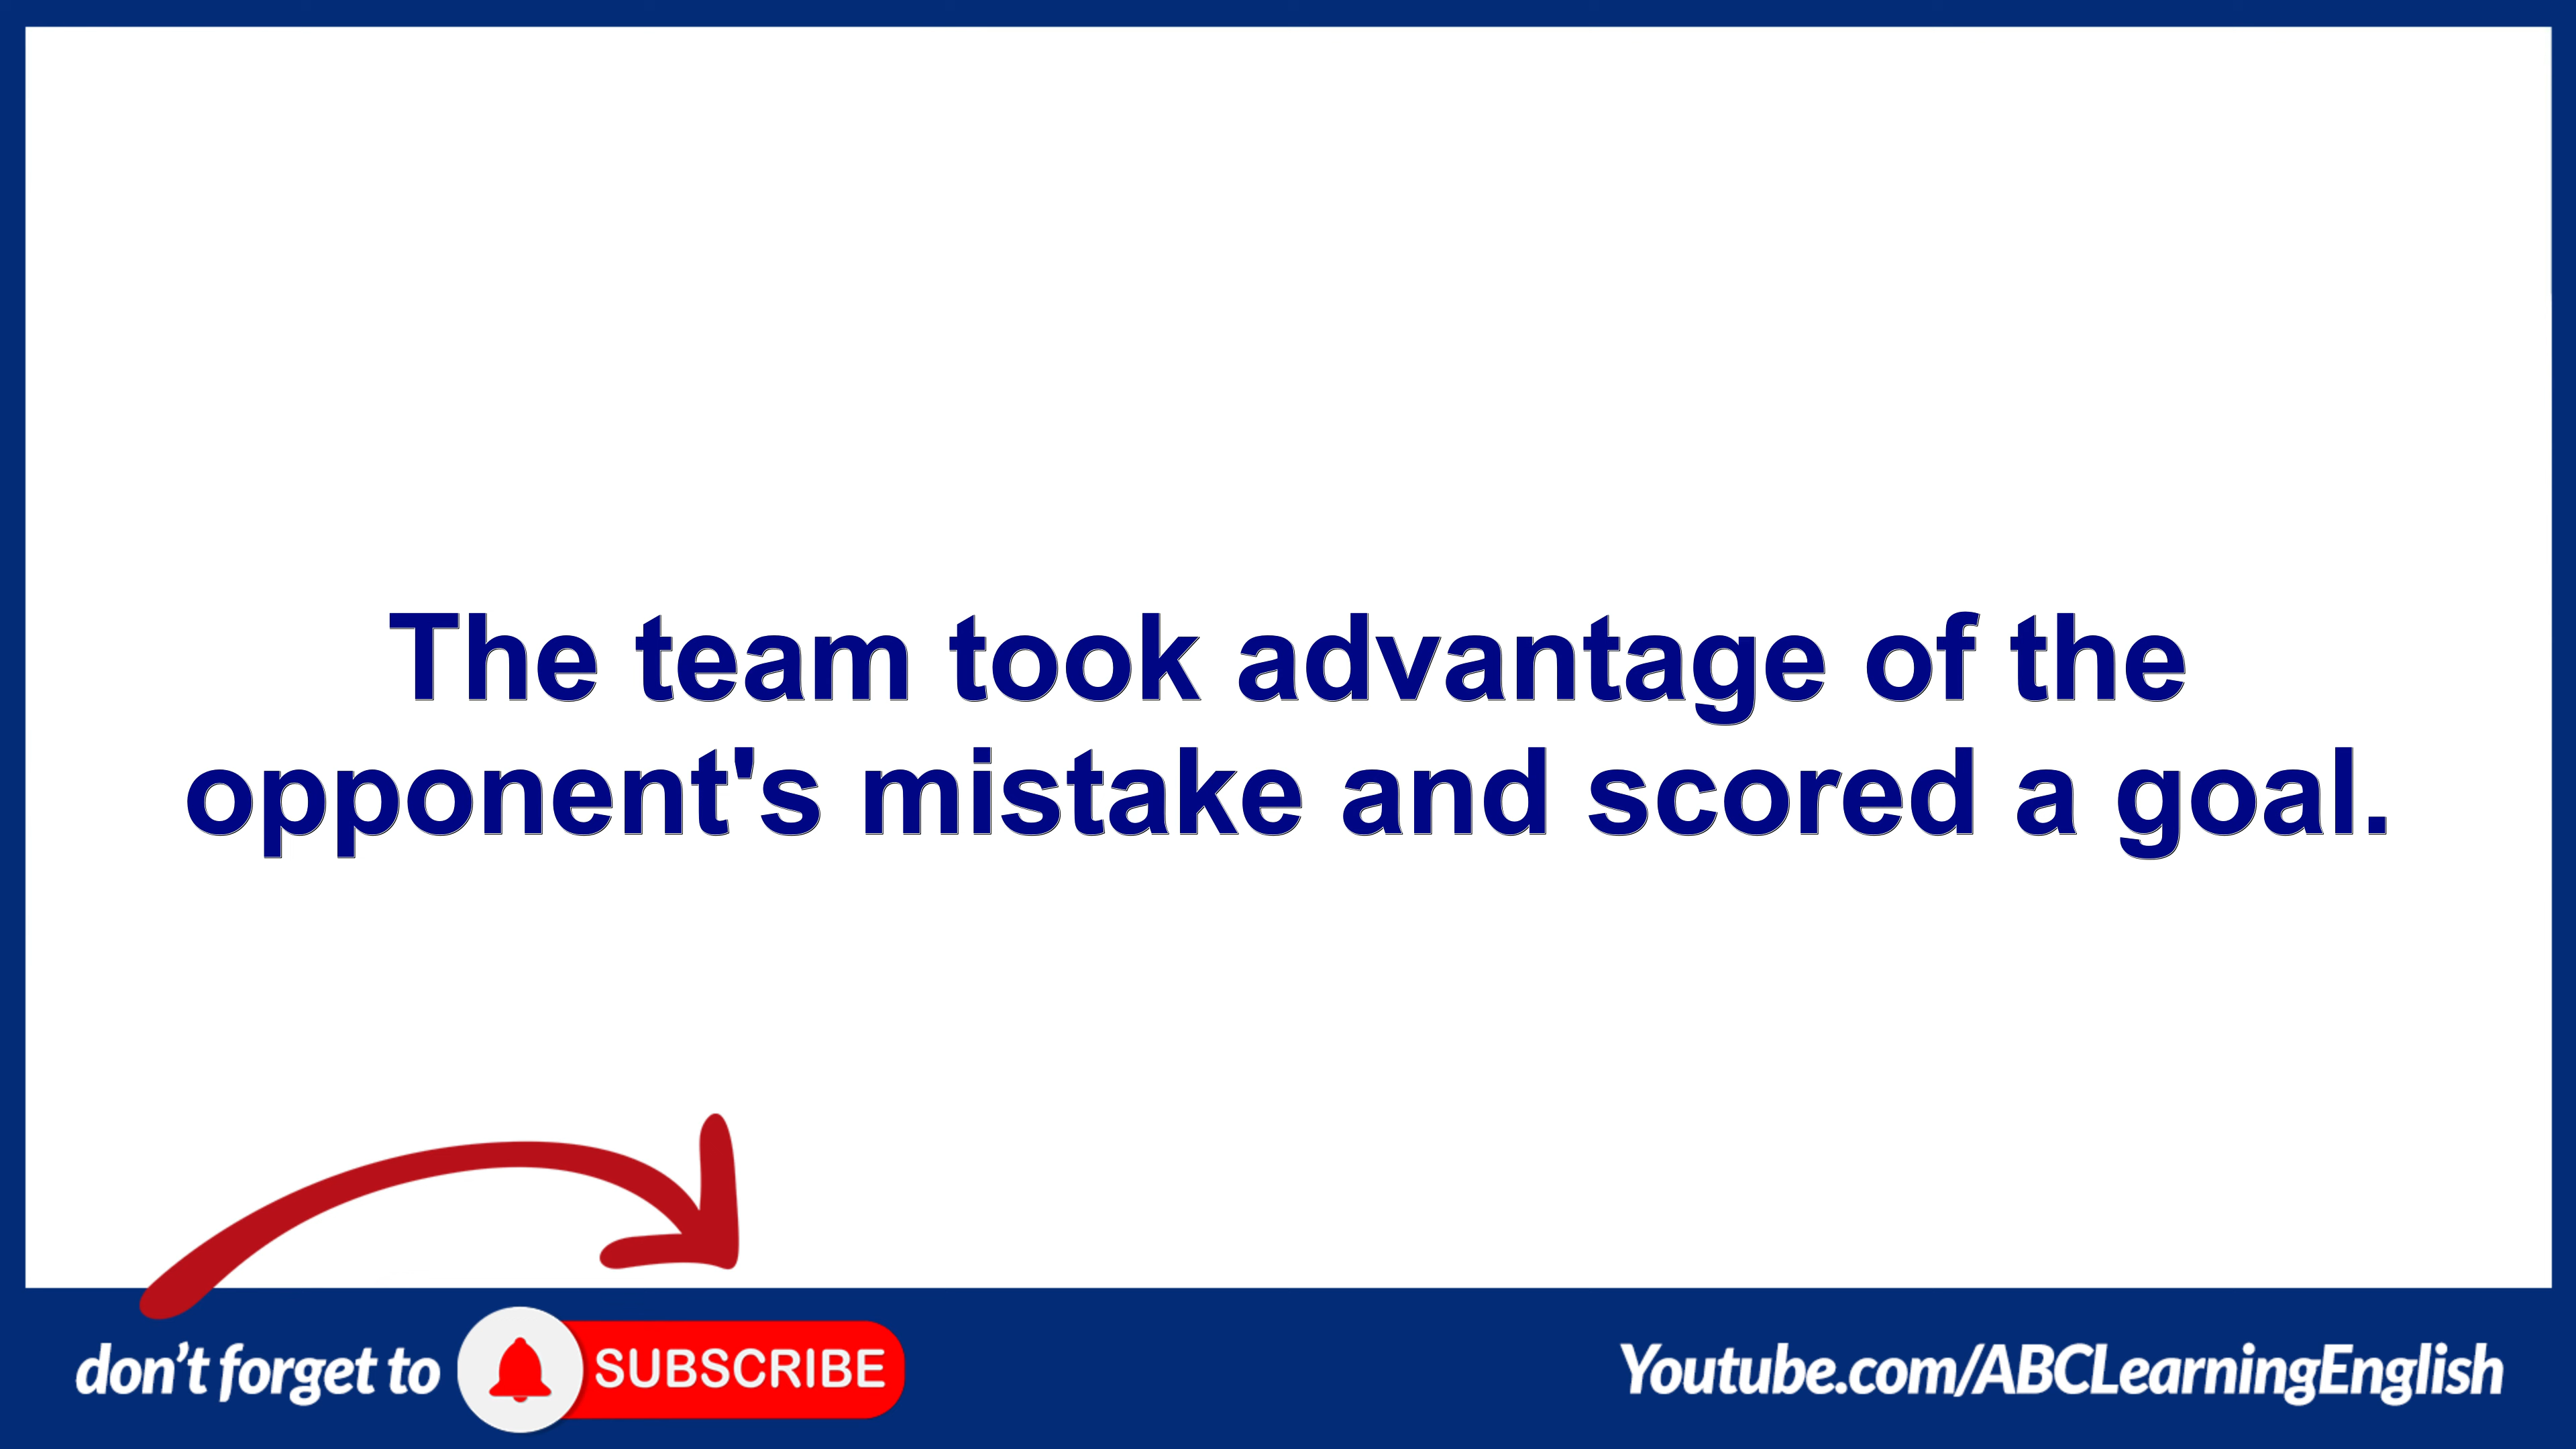 The team took advantage of the
opponent's mistake and scored a goal.
don’t forget to SUBSCRIBE
Youtube.com/ABCLearningEnglish